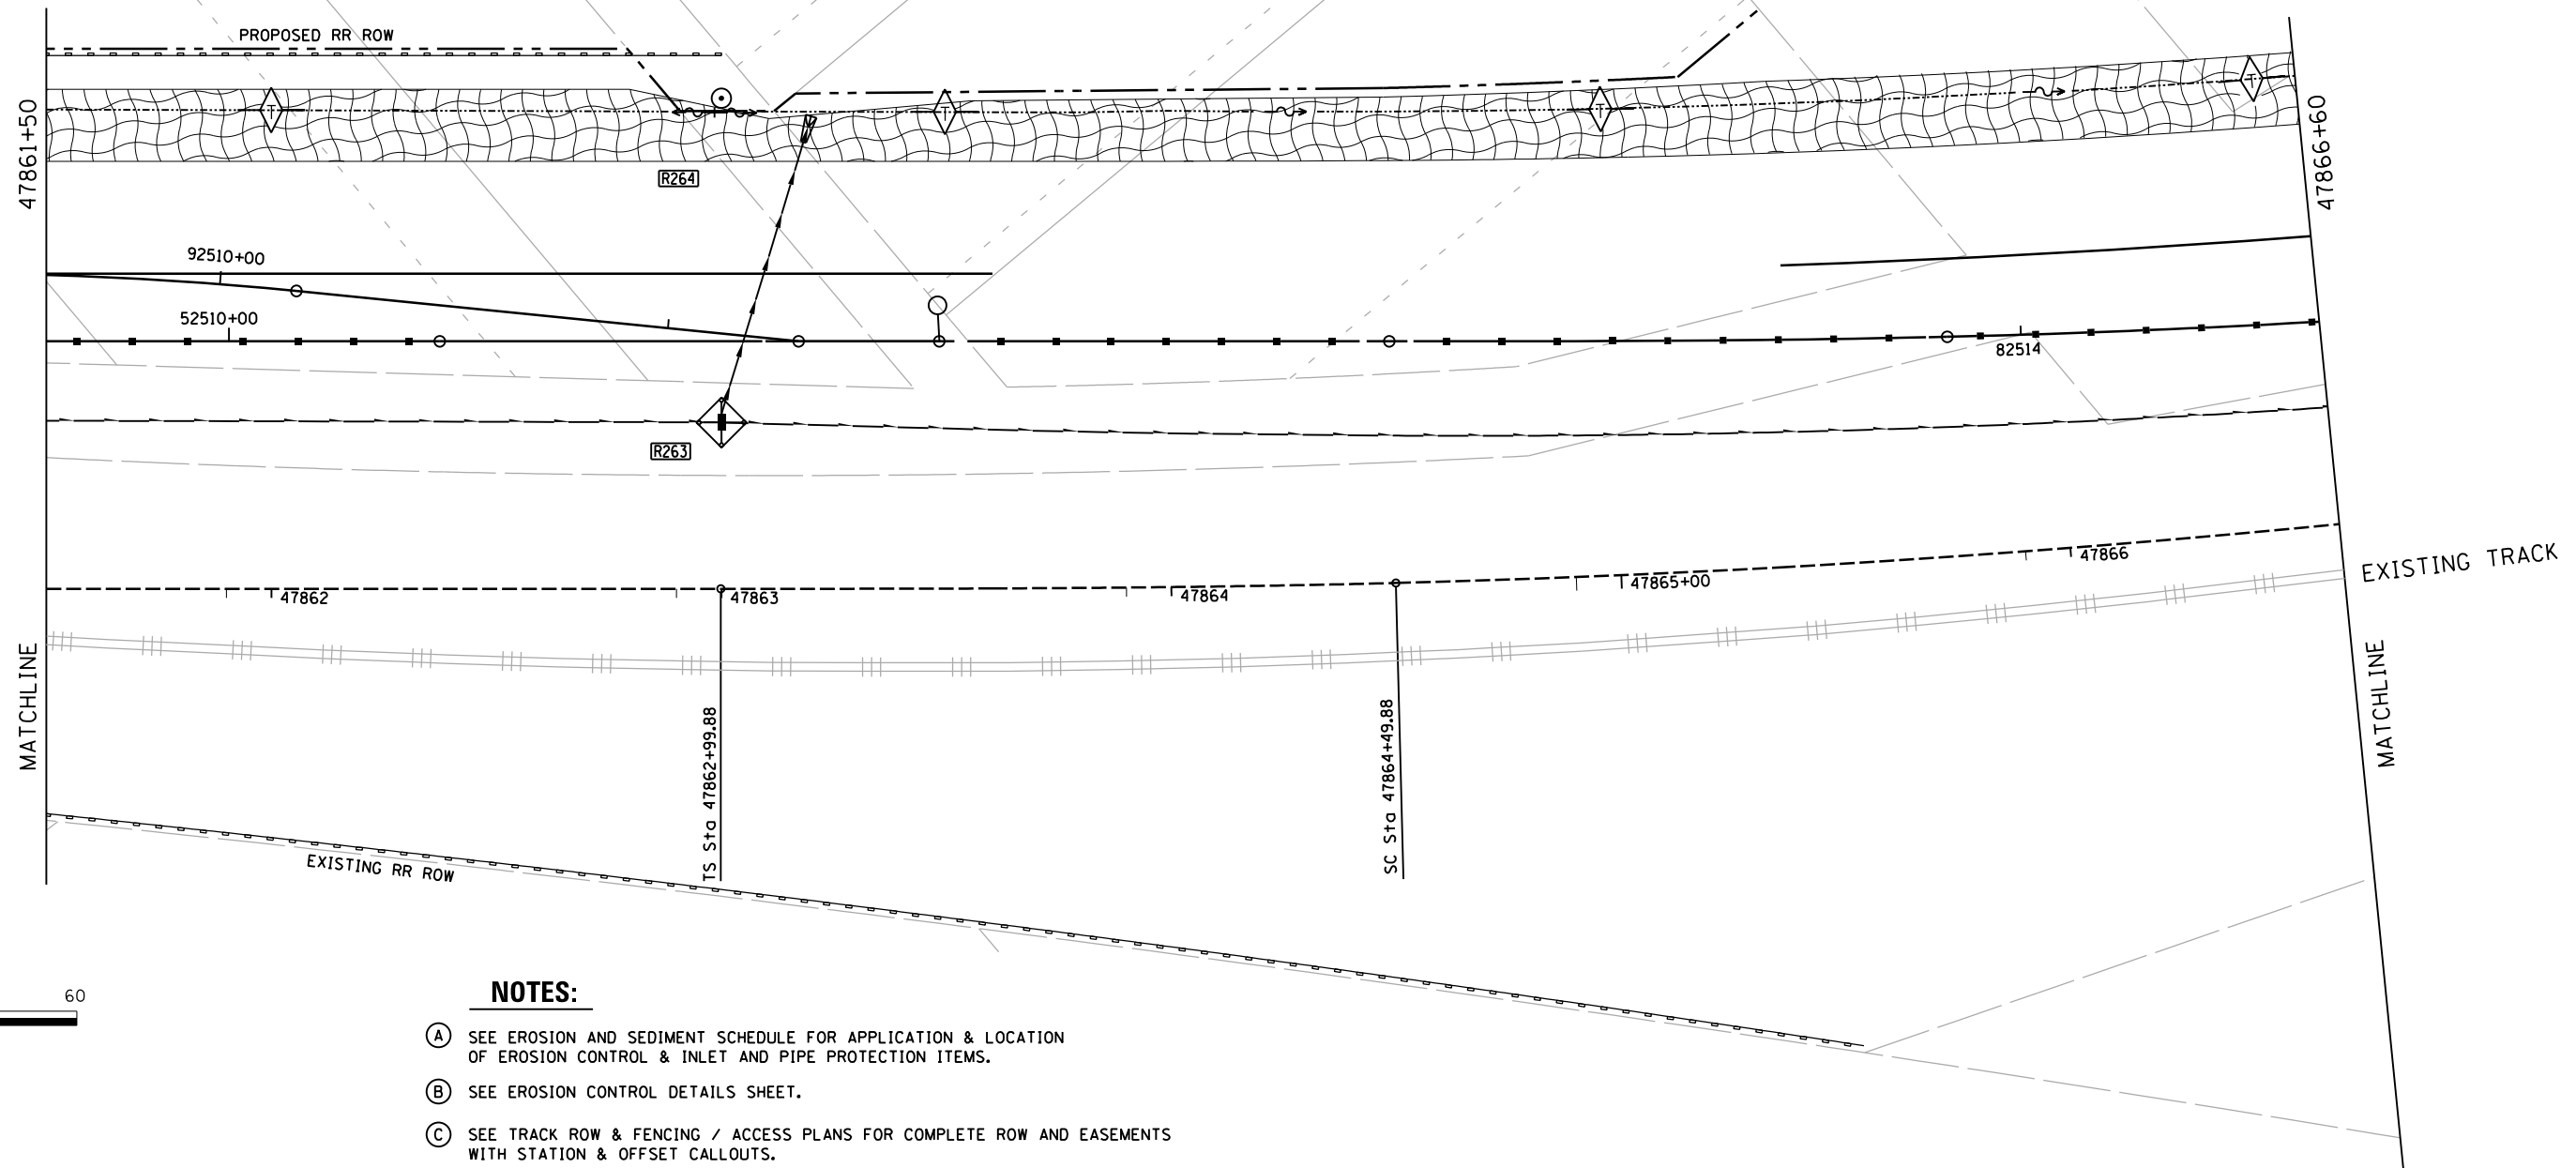 PROPOSED RR ROW
47861+50
47866+60
T
T
T
T
R264
92510+00
52510+00
82514
R263
47862
47863
47864
47865+00
47866
EXISTING TRACK
MATCHLINE
MATCHLINE
TS Sta 47862+99.88
SC Sta 47864+49.88
EXISTING RR ROW
60
NOTES:
A SEE EROSION AND SEDIMENT SCHEDULE FOR APPLICATION & LOCATION
OF EROSION CONTROL & INLET AND PIPE PROTECTION ITEMS.
B SEE EROSION CONTROL DETAILS SHEET.
C SEE TRACK ROW & FENCING / ACCESS PLANS FOR COMPLETE ROW AND EASEMENTS
WITH STATION & OFFSET CALLOUTS.